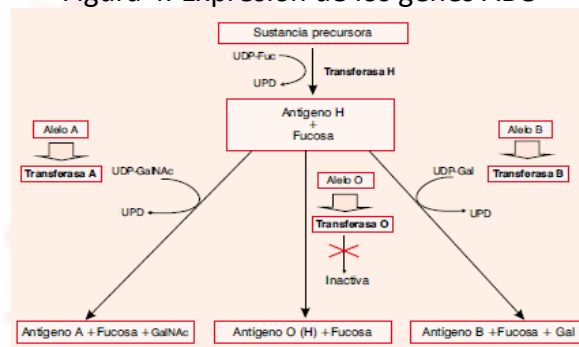 Figura 4. Expresión de los genes ABO
Sustancia precursora
UDP-Fuc
Transferasa H
UPD
Antígeno H
+
Fucosa
Alelo A
Transferasa A
UDP-GalNAc
UPD
Alelo O
Transferasa O
Inactiva
Alelo B
Transferasa B
UDP-Gal
UPD
Antígeno A +Fucosa +GalNAc
Antígeno O (H) +Fucosa
Antígeno B +Fucosa + Gal